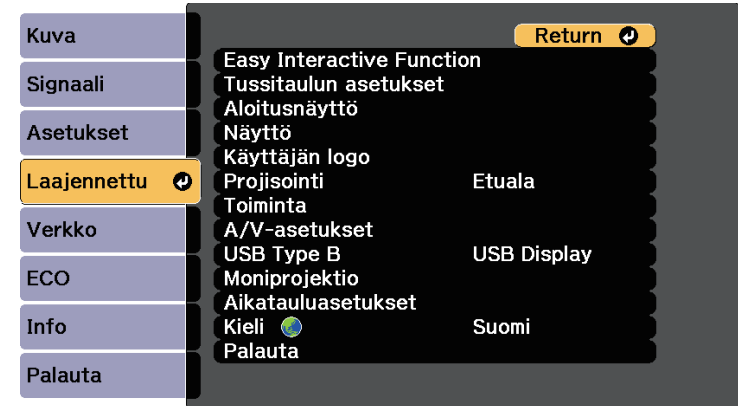 Kuva
Signaali
Asetukset
Laajennettu
Verkko
ECO
Info
Palauta
Return
Easy Interactive Function
Tussitaulun asetukset
Aloitusnäyttö
Näyttö
Käyttäjän logo
Projisointi Etuala
Toiminta
A/V-asetukset
USB Type B USB Display
Moniprojektio
Aikatauluasetukset
Kieli Suomi
Palauta